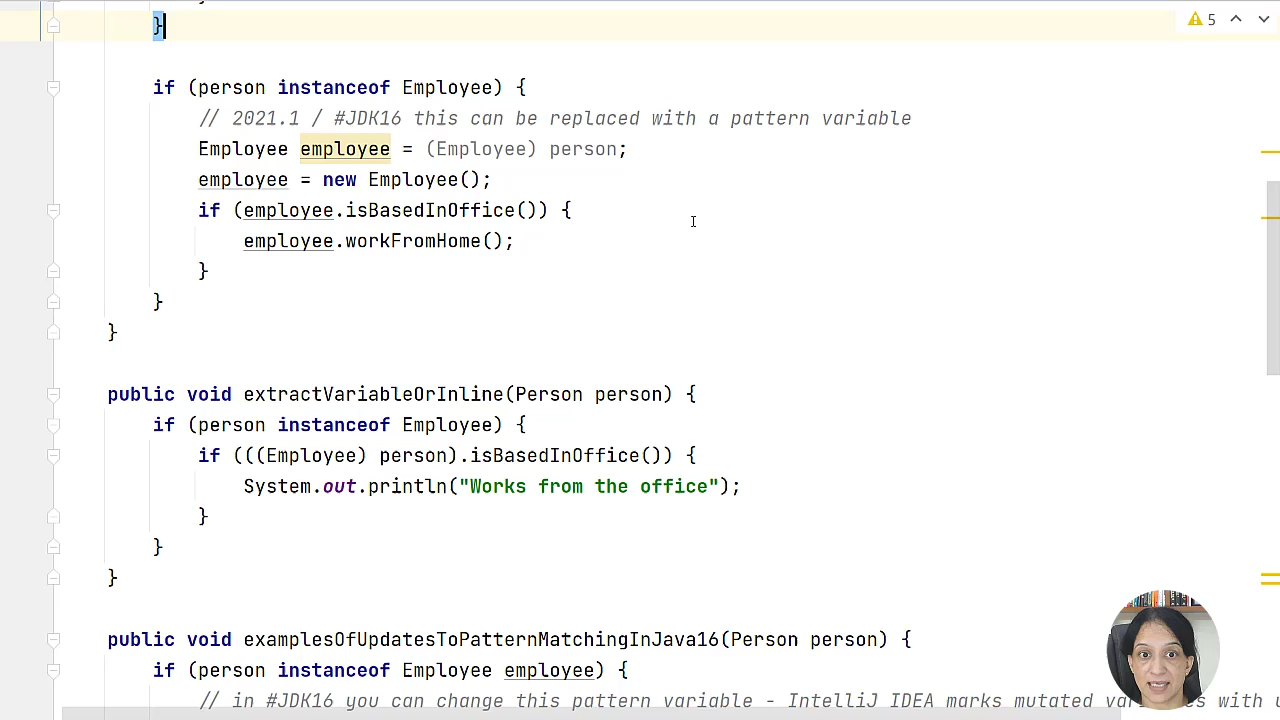 }
5
if (person instanceof Employee) {
// 2021.1 / #JDK16 this can be replaced with a pattern variable
Employee employee = (Employee) person;
employee = new Employee();
if (employee.isBasedInOffice()) {
employee.workFromHome();
}
}
}
public void extractVariableOrInline(Person person) {
if (person instanceof Employee) {
if (((Employee) person).isBasedInOffice()) {
System.out.println("Works from the office");
}
}
}
public void examplesOfUpdatesToPatternMatchingInJava16(Person person) {
if (person instanceof Employee employee) {
// in #JDK16 you can change this pattern variable - IntelliJ IDEA marks mutated with